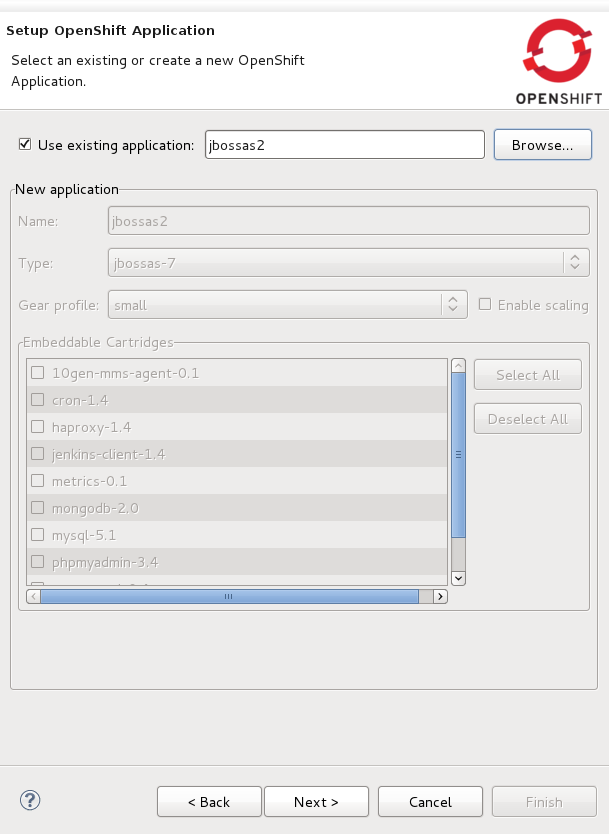 Setup OpenShift Application
Select an existing or create a new OpenShift
Application.
OPENSHIFT
Use existing application: jbossas2 Browse...
New application
Name: jbossas2
Type: jbossas-7
Gear profile: small Enable scaling
Embeddable Cartridges
10gen-mms-agent-0.1 Select All
cron-1.4
haproxy-1.4 Deselect All
jenkins-client-1.4
metrics-0.1
mongodb-2.0
mysql-5.1
phpmyadmin-3.4
< Back Next > Cancel Finish